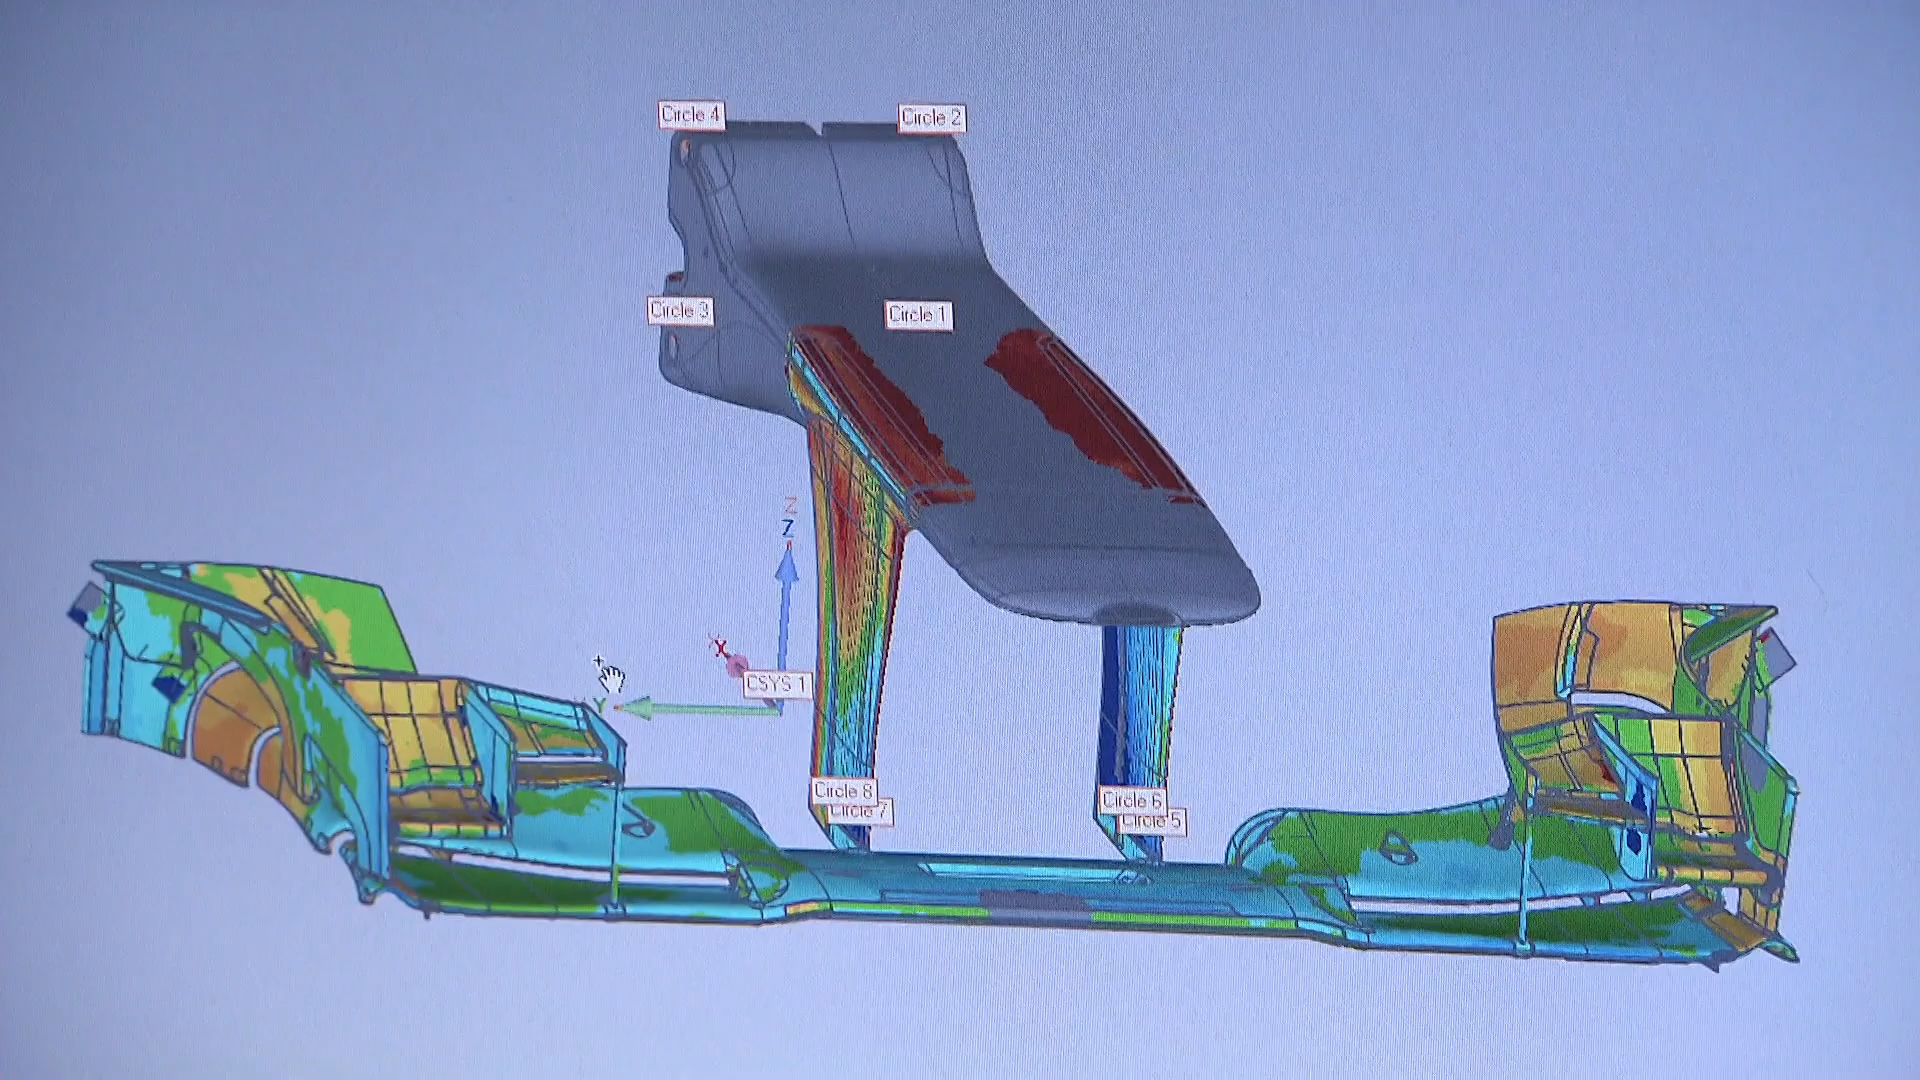 Circle 4
Circle 2
Circle 3
Circle 1
Z
Z
X
CSYS 1
Y
Circle 8
Circle 7
Circle 6
Circle 5